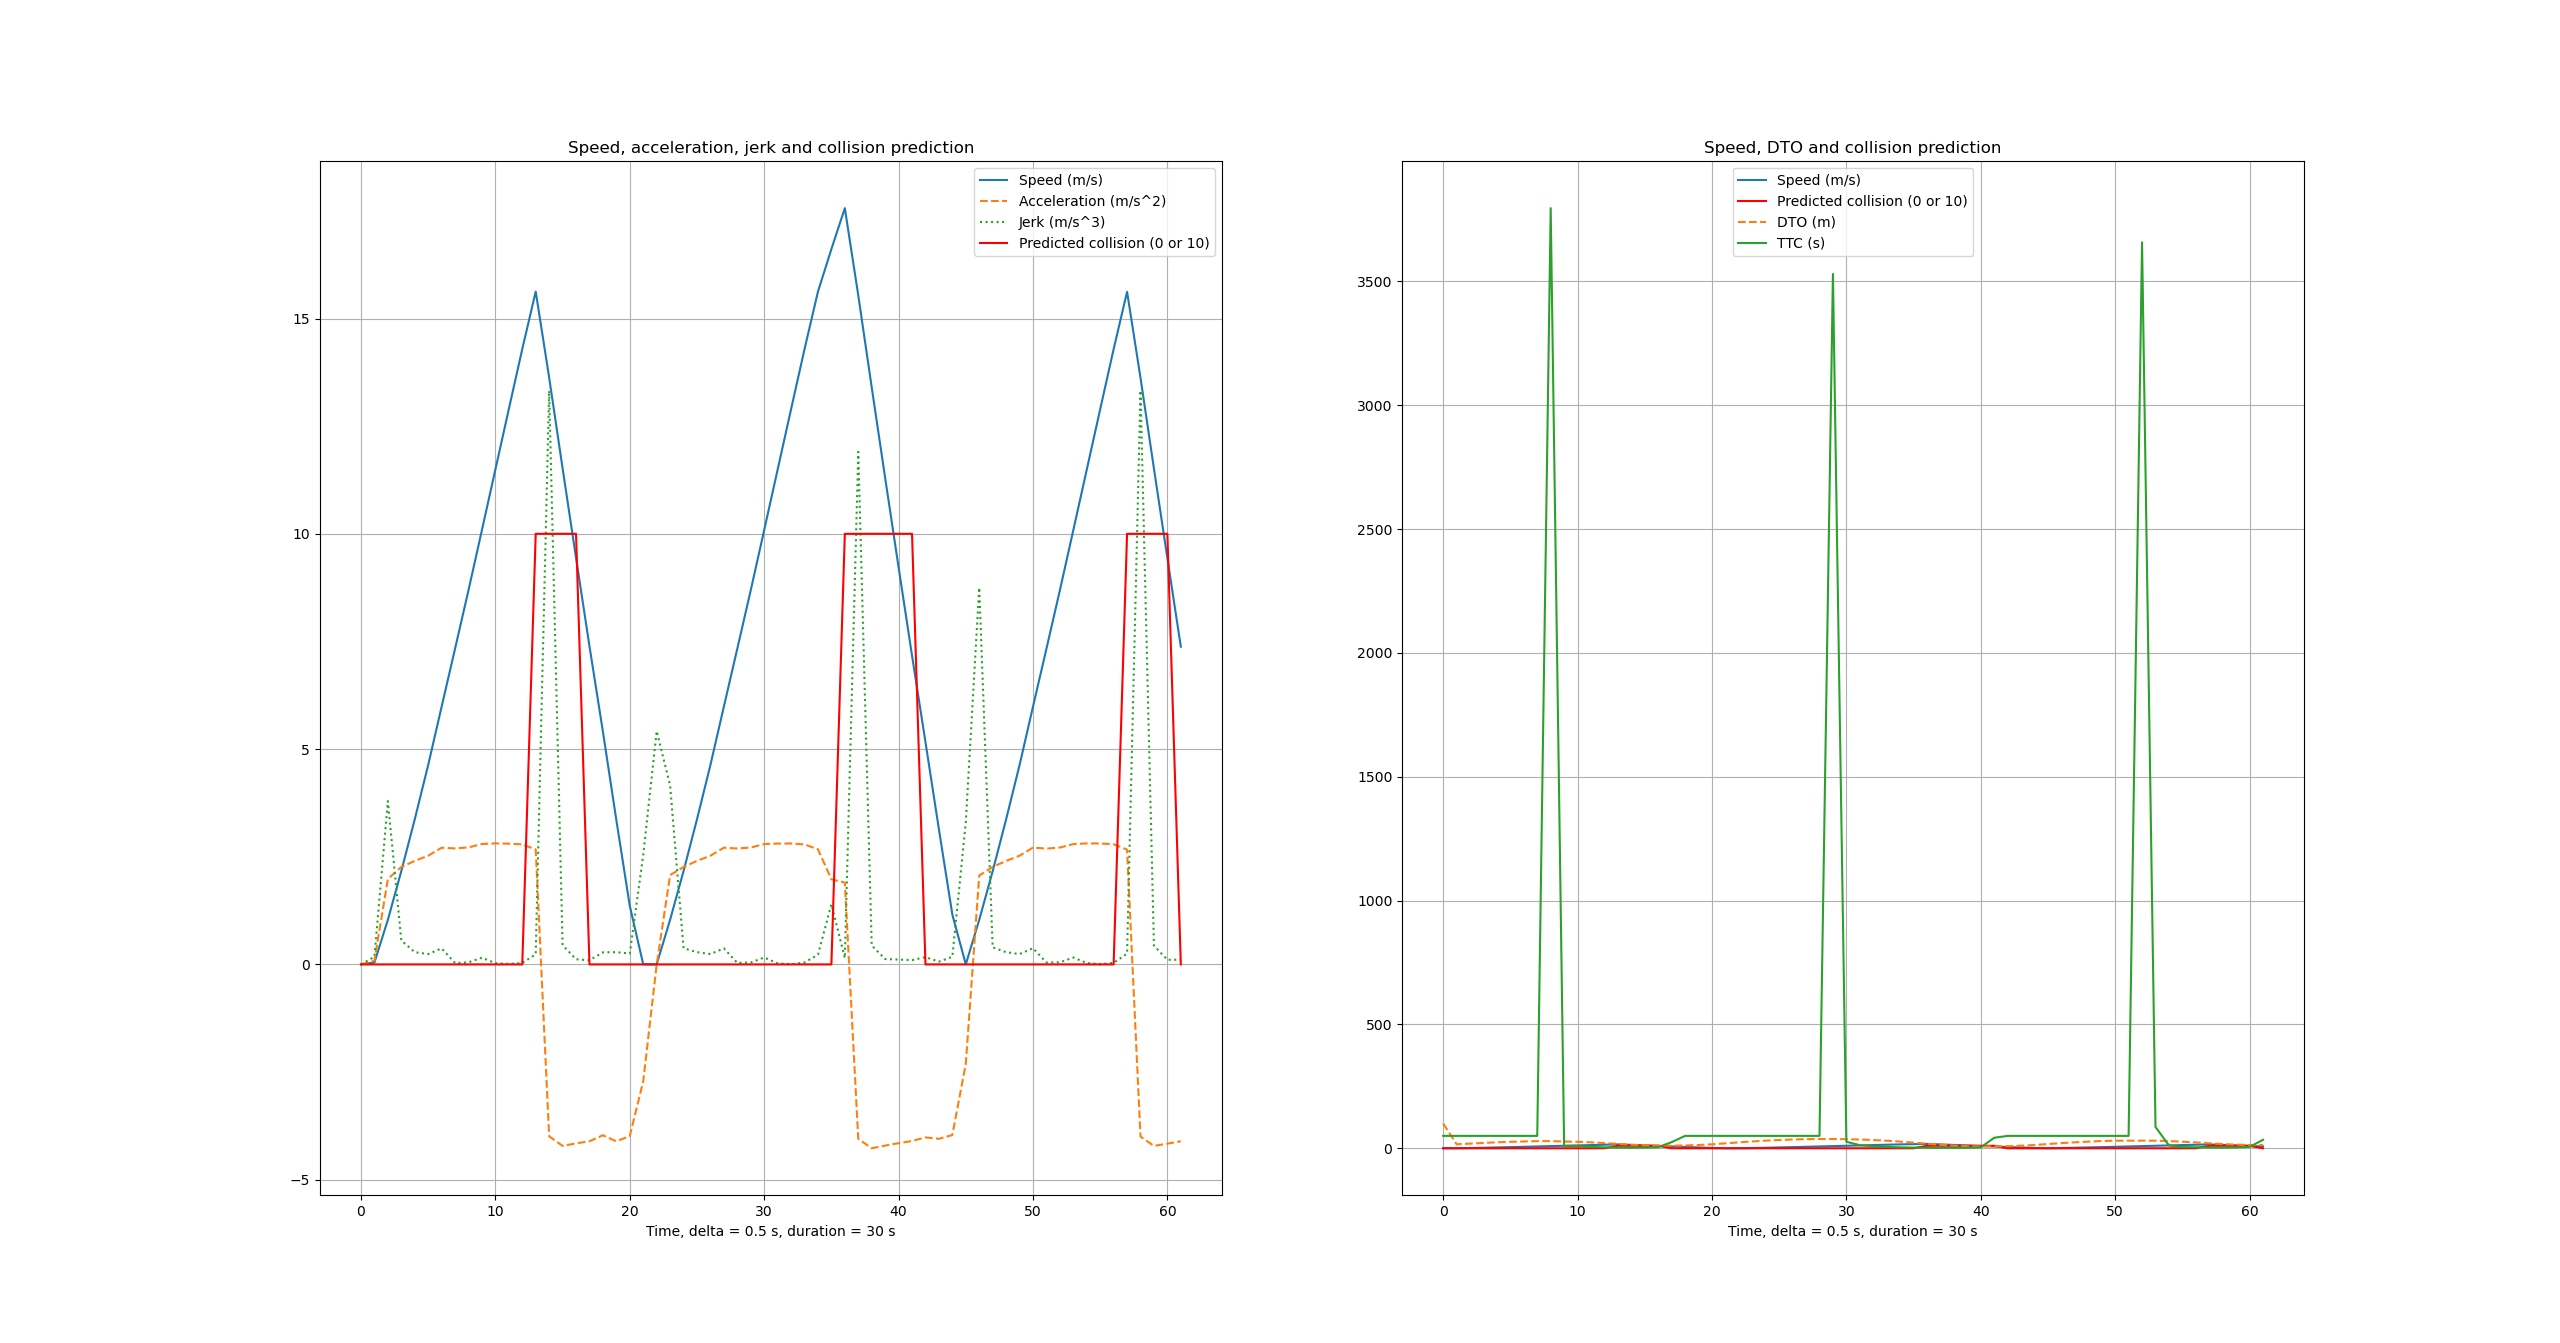 Speed, acceleration, jerk and collision prediction
Speed (m/s)
Acceleration (m/s^2)
Jerk (m/s^3)
Predicted collision (0 or 10)
15
10
5
0
−5
0 10 20 30 40 50 60
Time, delta = 0.5 s, duration = 30 s
Speed, DTO and collision prediction
Speed (m/s)
Predicted collision (0 or 10)
DTO (m)
TTC (s)
3500
3000
2500
2000
1500
1000
500
0
0 10 20 30 40 50 60
Time, delta = 0.5 s, duration = 30 s